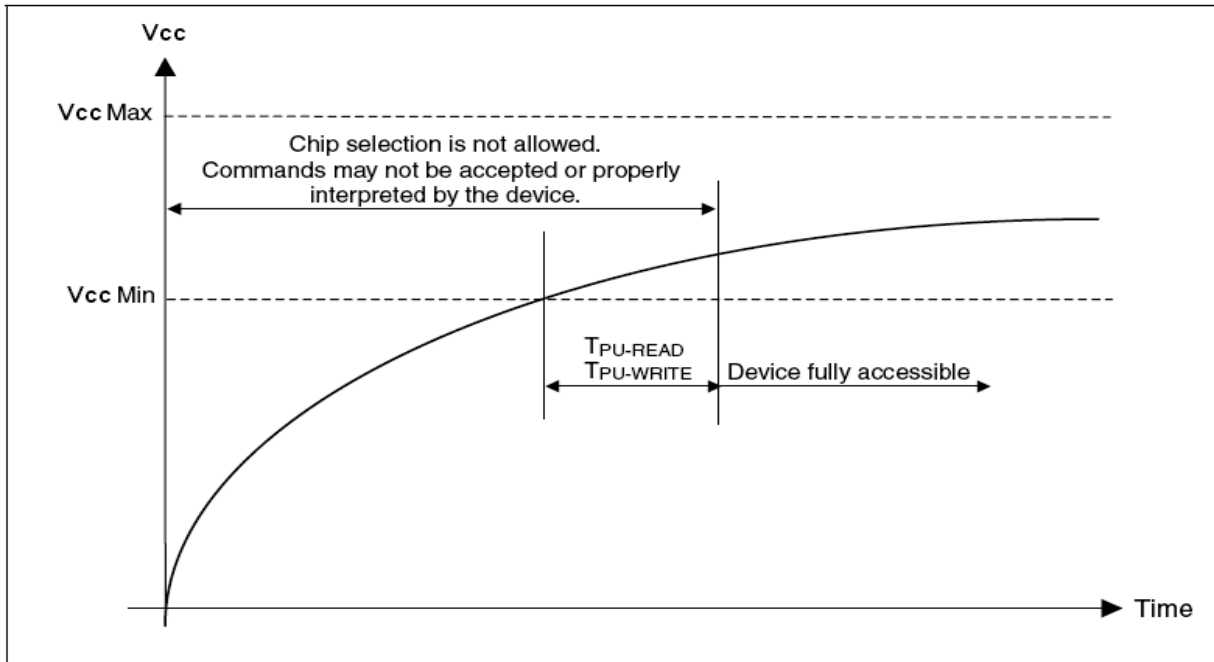 Vcc
Vcc Max
Chip selection is not allowed.
Commands may not be accepted or properly
interpreted by the device.
Vcc Min
TPU-READ
TPU-WRITE
Device fully accessible
Time